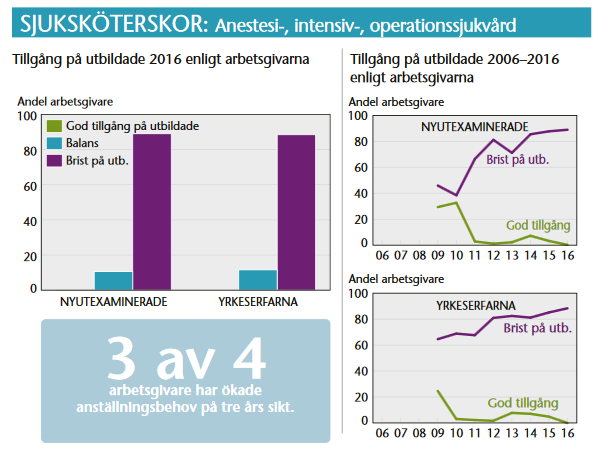 SJUKSKÖTERSKOR: Anestesi-, intensiv-, operationssjukvård
Tillgång på utbildade 2016 enligt arbetsgivarna
Andel arbetsgivare
100
80
60
40
20
0
God tillgång på utbildade
Balans
Brist på utb.
NYUTEXAMINERADE
YRKESERFARNA
3 av 4
arbetsgivare har ökade
anställningsbehov på tre års sikt.
Tillgång på utbildade 2006–2016
enligt arbetsgivarna
Andel arbetsgivare
100
80
60
40
20
0
NYUTEXAMINERADE
Brist på utb.
God tillgång
06 07 08 09 10 11 12 13 14 15 16
Andel arbetsgivare
100
80
60
40
20
0
YRKESERFARNA
Brist på utb.
God tillgång
06 07 08 09 10 11 12 13 14 15 16